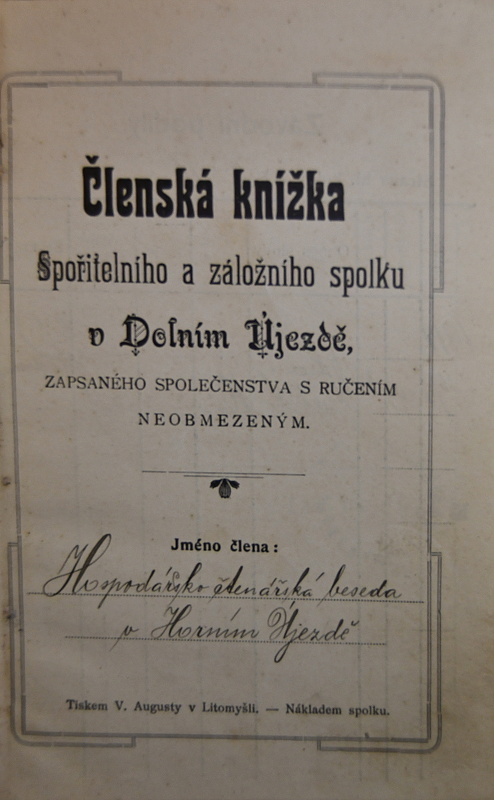 Členská knížka
Spořitelního a záložního spolku
v Dolním Újezdě,
ZAPSANÉHO SPOLEČENSTVA S RUČENÍM
NEOBMEZENÝM.
Jméno člena:
Hospodářsko čtenářská beseda
v Horním Újezdě
Tiskem V. Augusty v Litomyšli. — Nákladem spolku.